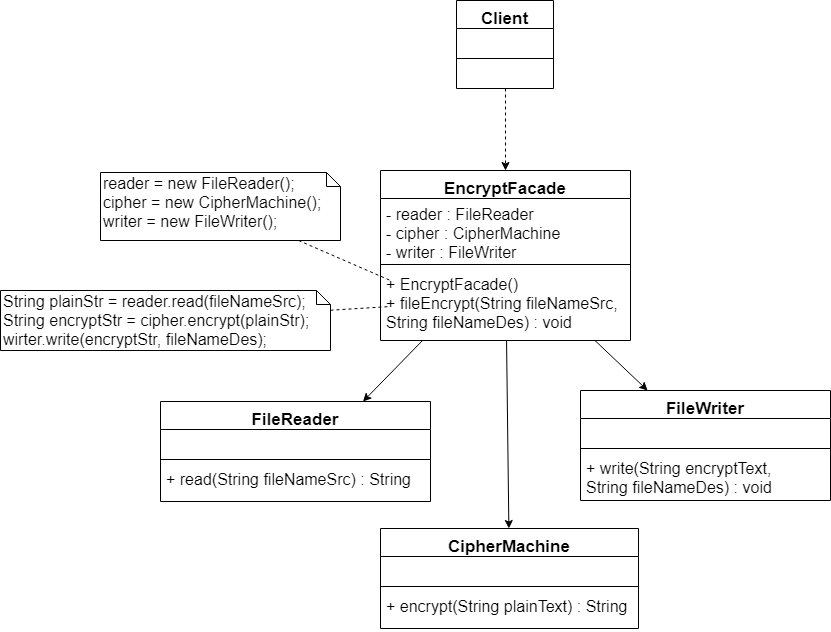 Client
reader = new FileReader();
cipher = new CipherMachine();
writer = new FileWriter();
EncryptFacade
- reader : FileReader
- cipher : CipherMachine
- writer : FileWriter
+ EncryptFacade()
+ fileEncrypt(String fileNameSrc,
String fileNameDes) : void
String plainStr = reader.read(fileNameSrc);
String encryptStr = cipher.encrypt(plainStr);
wirter.write(encryptStr, fileNameDes);
FileReader
+ read(String fileNameSrc) : String
FileWriter
+ write(String encryptText,
String fileNameDes) : void
CipherMachine
+ encrypt(String plainText) : String